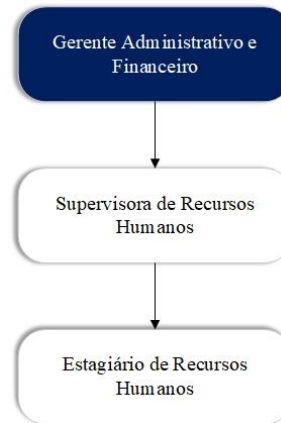 Gerente Administrativo e
Financeiro
Supervisora de Recursos
Humanos
Estagiário de Recursos
Humanos